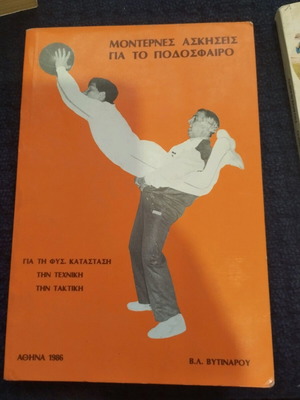 ΜΟΝΤΕΡΝΕΣ ΑΣΚΗΣΕΙΣ
ΓΙΑ ΤΟ ΠΟΔΟΣΦΑΙΡΟ
ΓΙΑ ΤΗ ΦΥΣ. ΚΑΤΑΣΤΑΣΗ
ΤΗΝ ΤΕΧΝΙΚΗ
ΤΗΝ ΤΑΚΤΙΚΗ
ΑΘΗΝΑ 1986
Β.Λ. ΒΥΤΙΝΑΡΟΥ